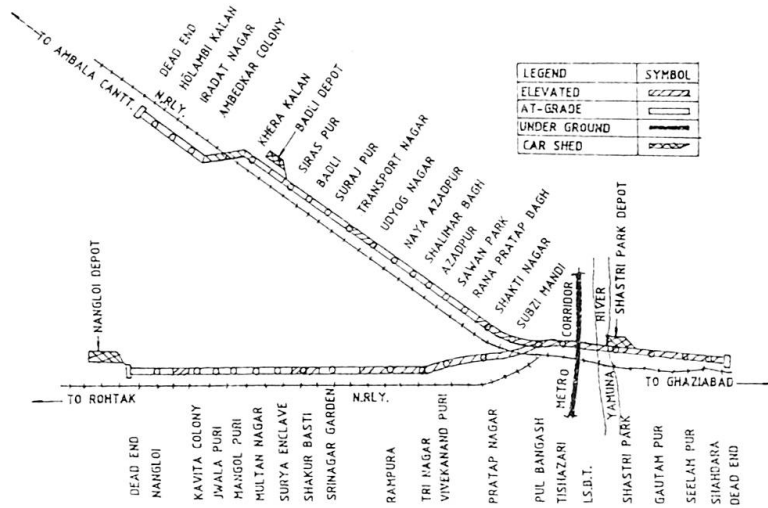 TO AMBALA CANTT.
N.RLY.
DEAD END
HOLAMBI KALAN
IRADAT NAGAR
AMBEDKAR COLONY
KHERA KALAN
BADLI DEPOT
SIRAS PUR
BADLI
SURAJ PUR
TRANSPORT NAGAR
UDYOG NAGAR
NAYA AZADPUR
SHALIMAR BAGH
AZADPUR
SAWAN PARK
RANA PRATAP BAGH
SHAKTI NAGAR
SUBZI MANDI
LEGEND SYMBOL
ELEVATED
AT-GRADE
UNDER GROUND
CAR SHED
NANGLOI DEPOT
METRO CORRIDOR
YAMUNA RIVER
SHASTRI PARK DEPOT
TO ROHTAK
N.RLY.
TO GHAZIABAD
DEAD END
NANGLOI
KAVITA COLONY
JWALA PURI
MANGOL PURI
MULTAN NAGAR
SURYA ENCLAVE
SHAKUR BASTI
SRINAGAR GARDEN
RAMPURA
TRI NAGAR
VIVEKANAND PURI
PRATAP NAGAR
PUL BANGASH
TISHAZARI
I.S.B.T.
SHASTRI PARK
GAUTAM PUR
SEELAM PUR
SHAHDARA
DEAD END